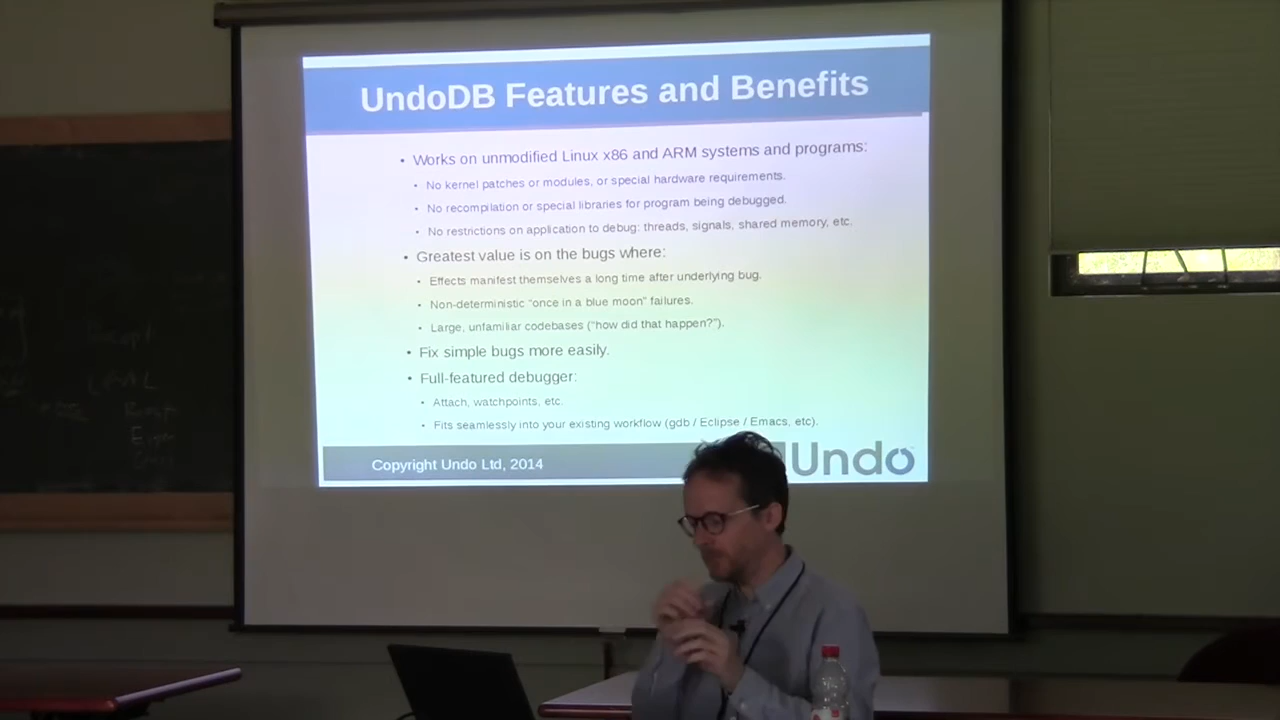 UndoDB Features and Benefits
• Works on unmodified Linux x86 and ARM systems and programs:
• No kernel patches or modules, or special hardware requirements.
• No recompilation or special libraries for program being debugged.
• No restrictions on application to debug: threads, signals, shared memory, etc.
• Greatest value is on the bugs where:
• Effects manifest themselves a long time after underlying bug.
• Non-deterministic “once in a blue moon” failures.
• Large, unfamiliar codebases (“how did that happen?”).
• Fix simple bugs more easily.
• Full-featured debugger:
• Attach, watchpoints, etc.
• Fits seamlessly into your existing workflow (gdb / Eclipse / Emacs, etc).
Copyright Undo Ltd, 2014
Undo